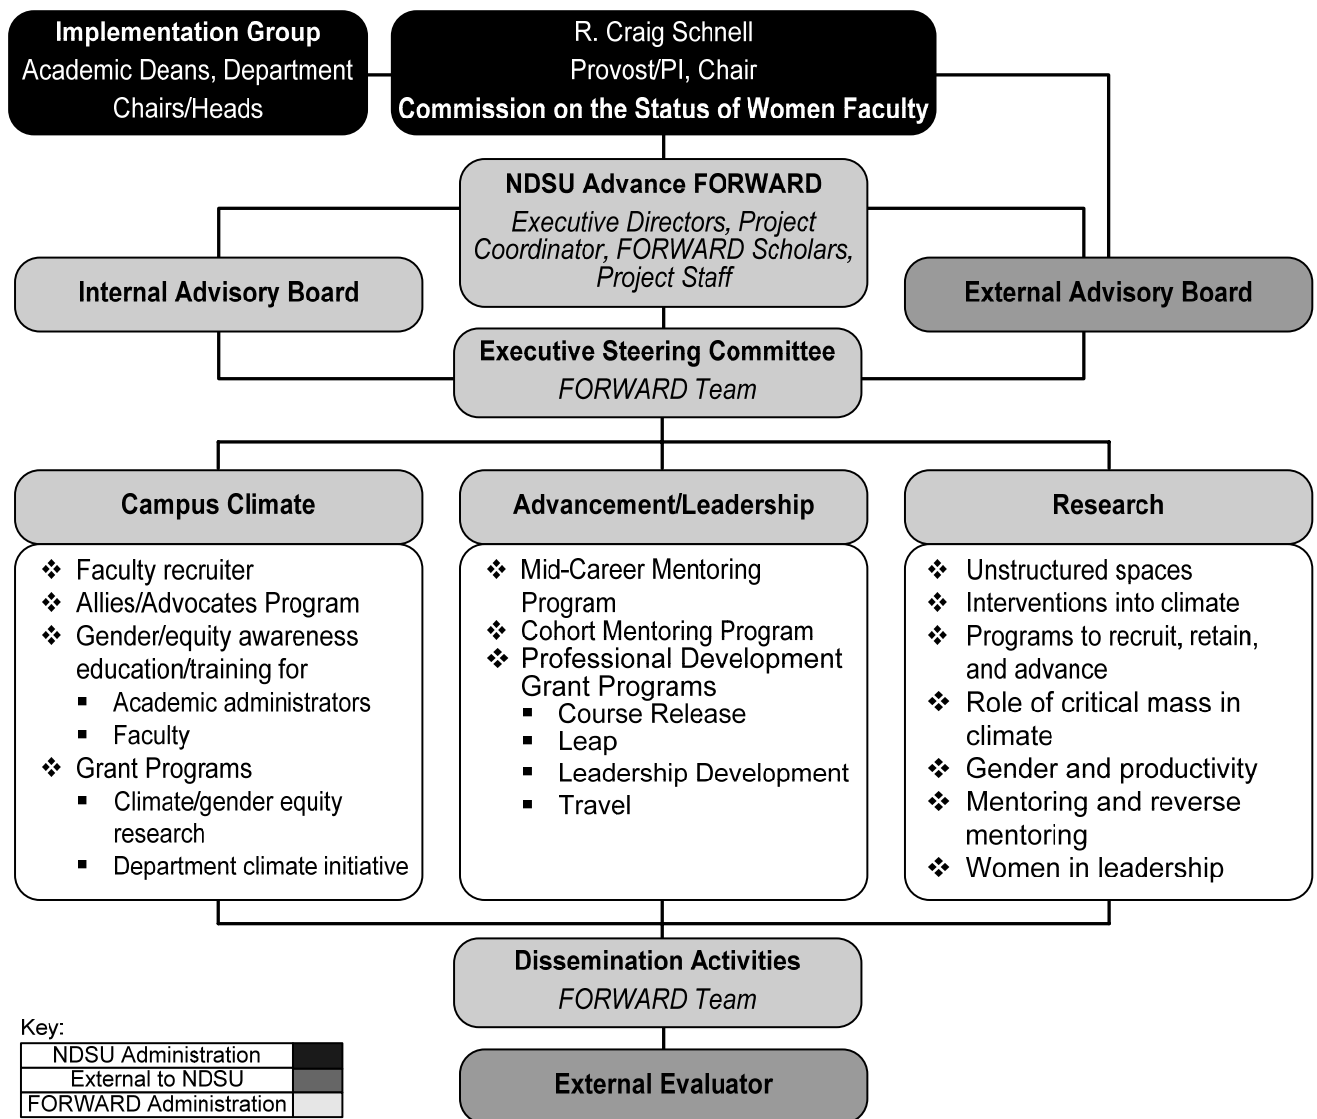 Implementation Group
Academic Deans, Department
Chairs/Heads
R. Craig Schnell
Provost/PI, Chair
Commission on the Status of Women Faculty
NDSU Advance FORWARD
Executive Directors, Project
Coordinator, FORWARD Scholars,
Project Staff
Internal Advisory Board
External Advisory Board
Executive Steering Committee
FORWARD Team
Campus Climate
❖ Faculty recruiter
❖ Allies/Advocates Program
❖ Gender/equity awareness
education/training for
▪ Academic administrators
▪ Faculty
❖ Grant Programs
▪ Climate/gender equity
research
▪ Department climate initiative
Advancement/Leadership
❖ Mid-Career Mentoring
Program
❖ Cohort Mentoring Program
❖ Professional Development
Grant Programs
▪ Course Release
▪ Leap
▪ Leadership Development
▪ Travel
Research
❖ Unstructured spaces
❖ Interventions into climate
❖ Programs to recruit, retain,
and advance
❖ Role of critical mass in
climate
❖ Gender and productivity
❖ Mentoring and reverse
mentoring
❖ Women in leadership
Dissemination Activities
FORWARD Team
External Evaluator
Key:
NDSU Administration
External to NDSU
FORWARD Administration